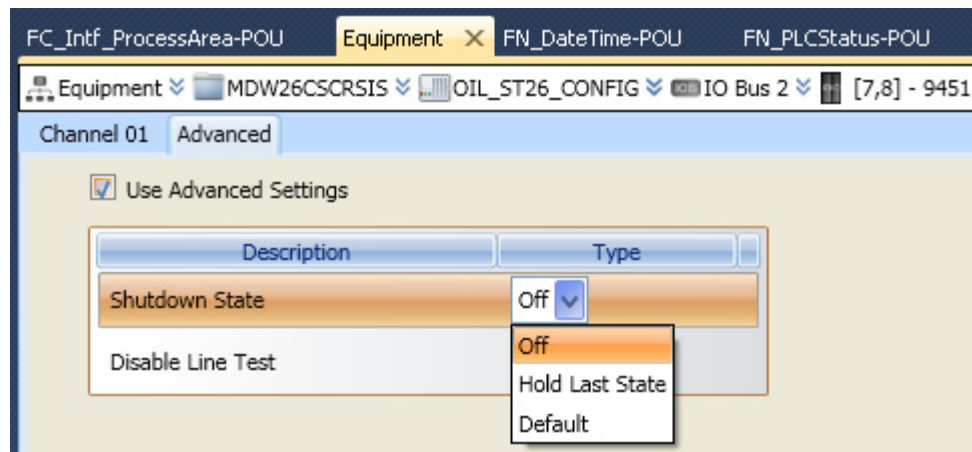 FC_Intf_ProcessArea-POU Equipment FN_DateTime-POU FN_PLCStatus-POU
Equipment MDW26CSCRSIS OIL_ST26_CONFIG IO Bus 2 [7,8] - 9451
Channel 01 Advanced
Use Advanced Settings
Description Type
Shutdown State Off
Off
Disable Line Test
Hold Last State
Default